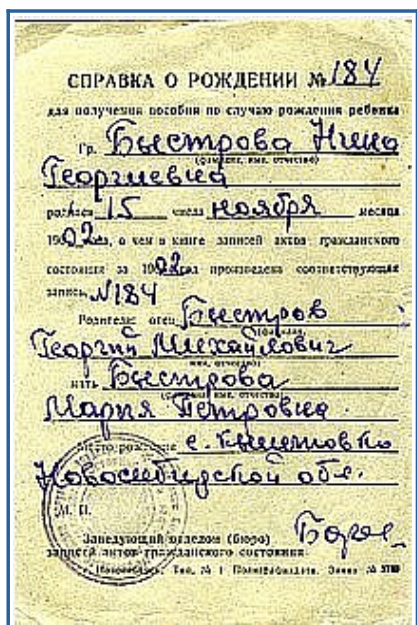 СПРАВКА О РОЖДЕНИИ № 184
для получения пособия по случаю рождения ребенка
Гр. Быстрова Нина
(фамилия, имя, отчество)
Георгиевна
родился 15 числа ноября месяца
1902 года, о чем в книге записей актов гражданского
состояния за 1902 год произведена соответствующая
запись №184
Родители: отец Быстров
Георгий Михайлович
имя, отчество)
мать Быстрова
(фамилия, имя, отчество)
Мария Петровна
Место рождения с.
Новосибирской обл.
М. П.
Заведующий отделом (бюро)
записей актов гражданского состояния